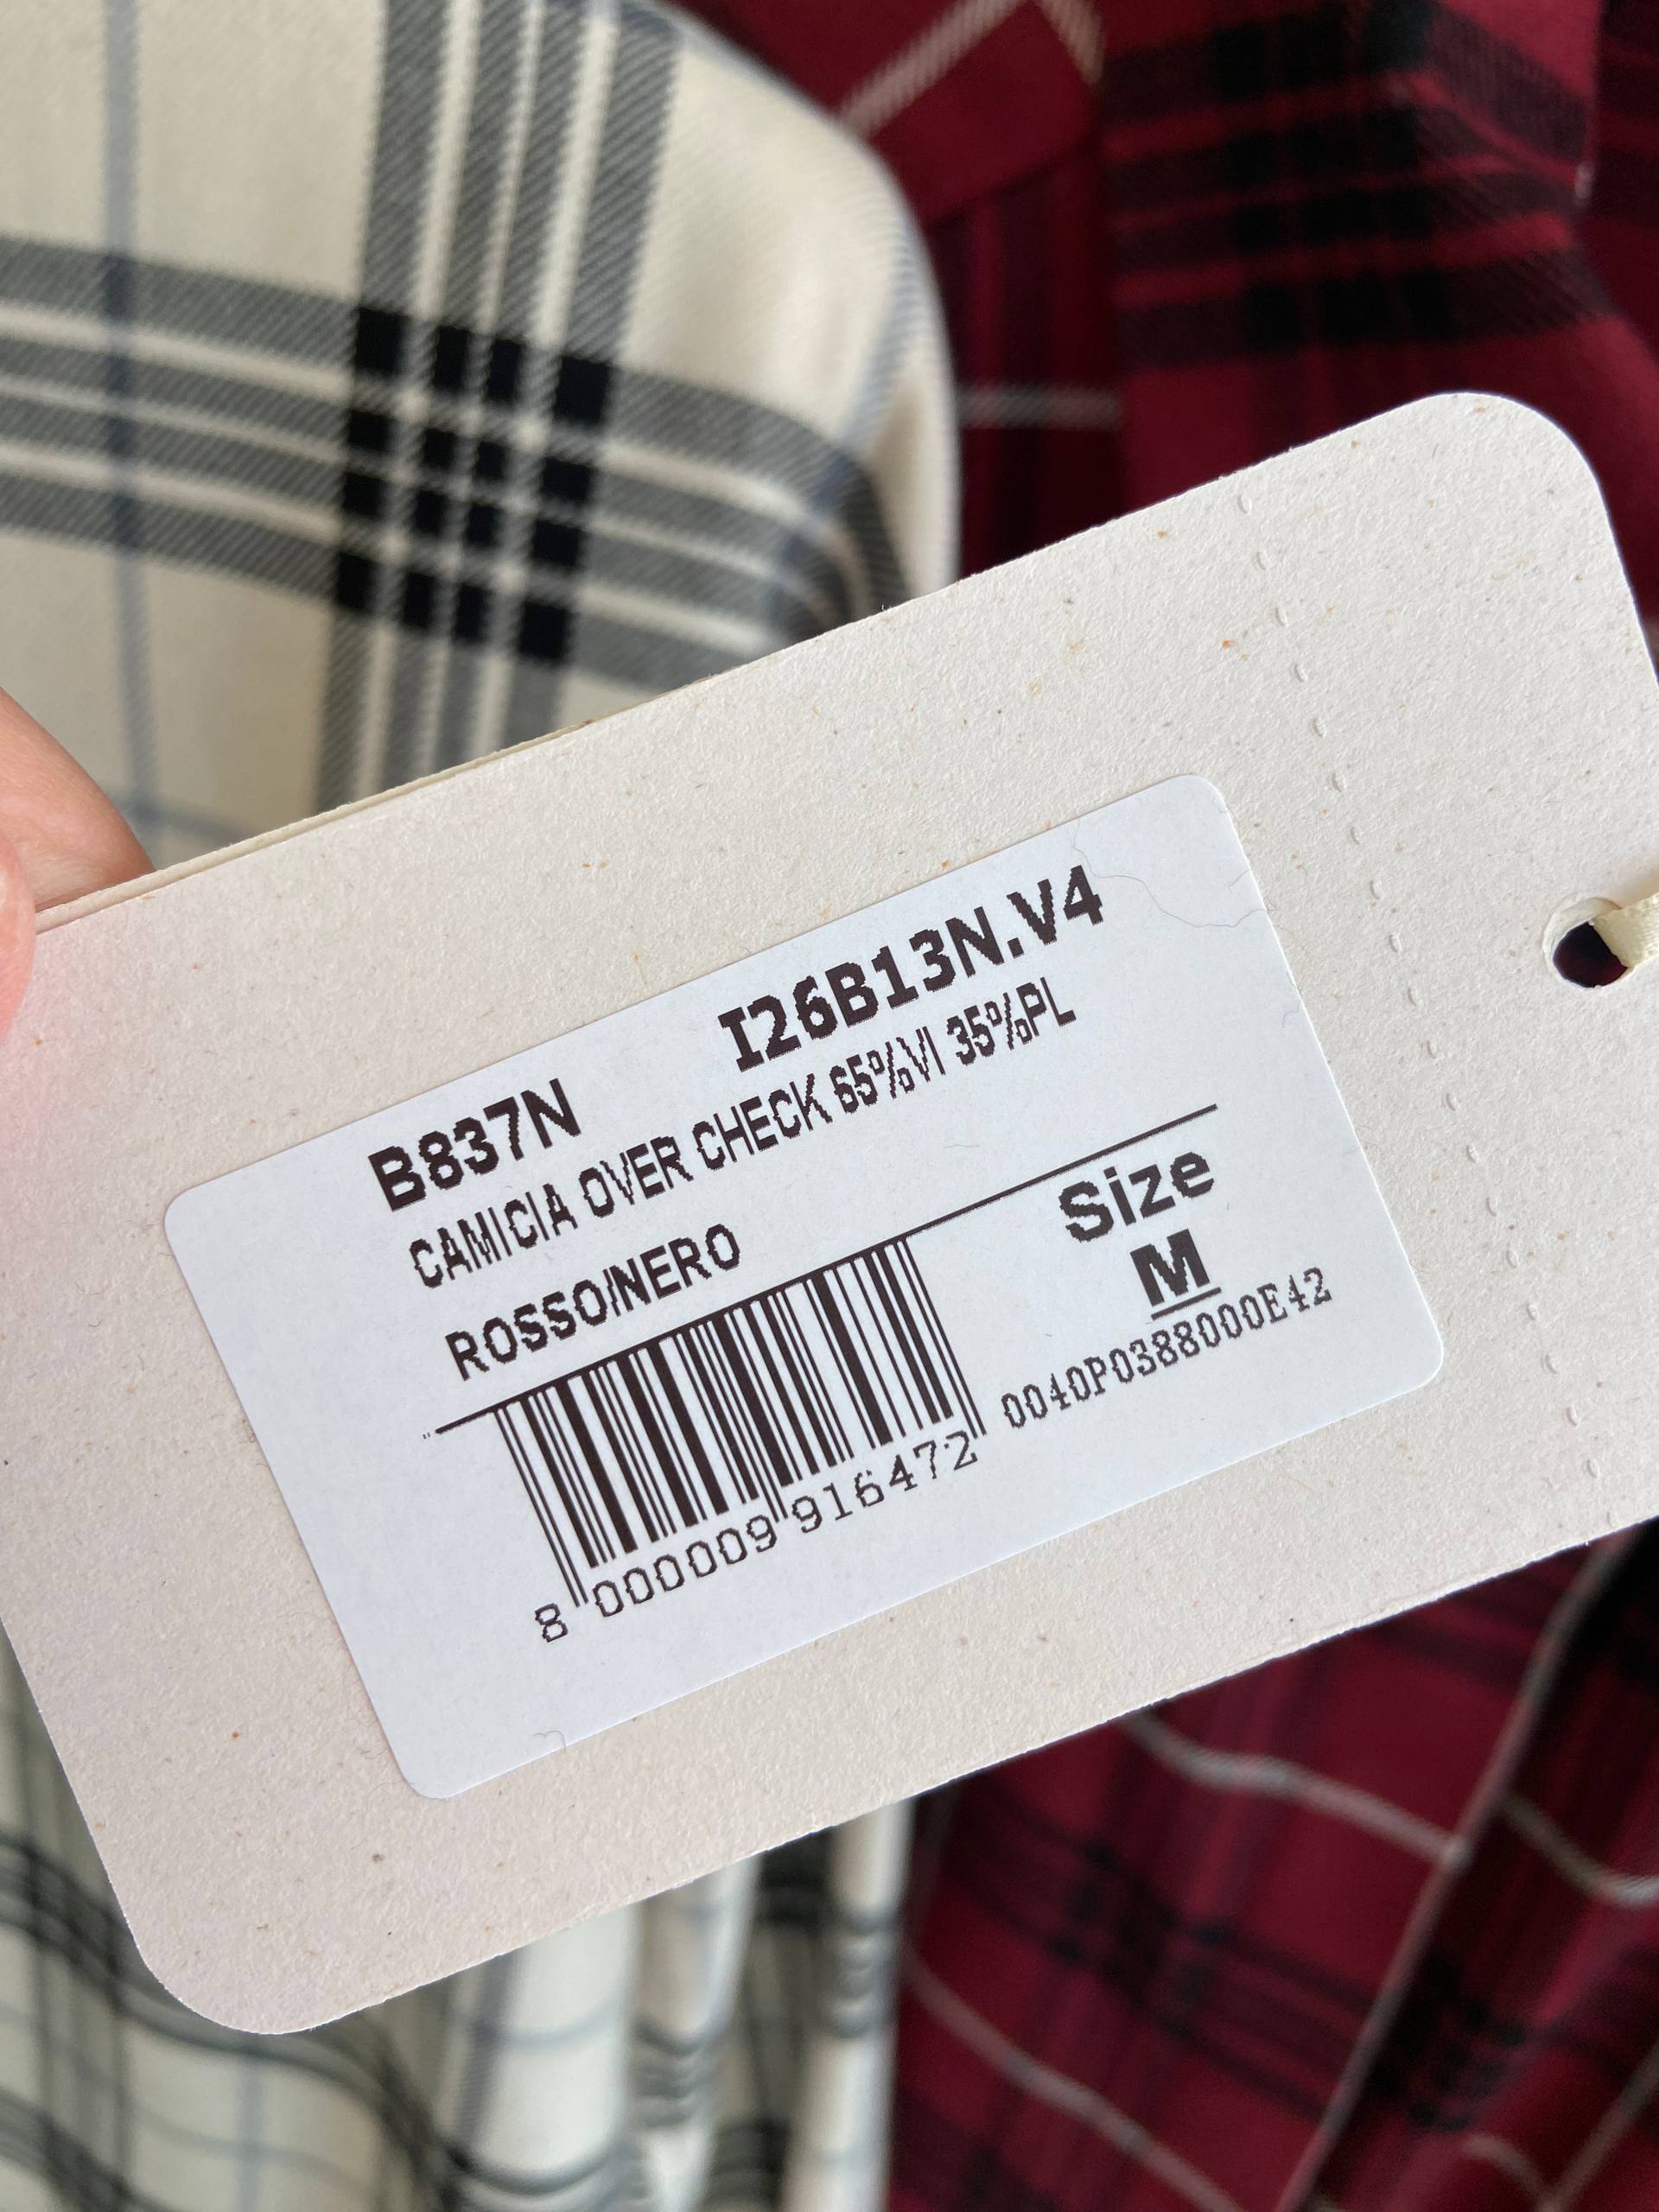 B837N I26B13N.V4
CAMICIA OVER CHECK 65%VI 35%PL
ROSSO/NERO
Size
M
0040P0388000E42
8 000009 916472